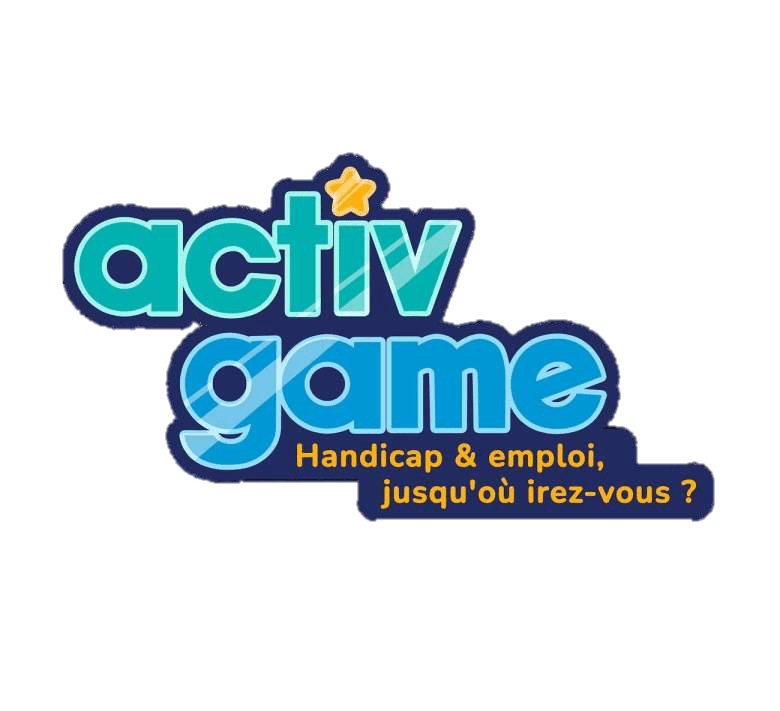 activ
game
Handicap & emploi,
jusqu'où irez-vous ?